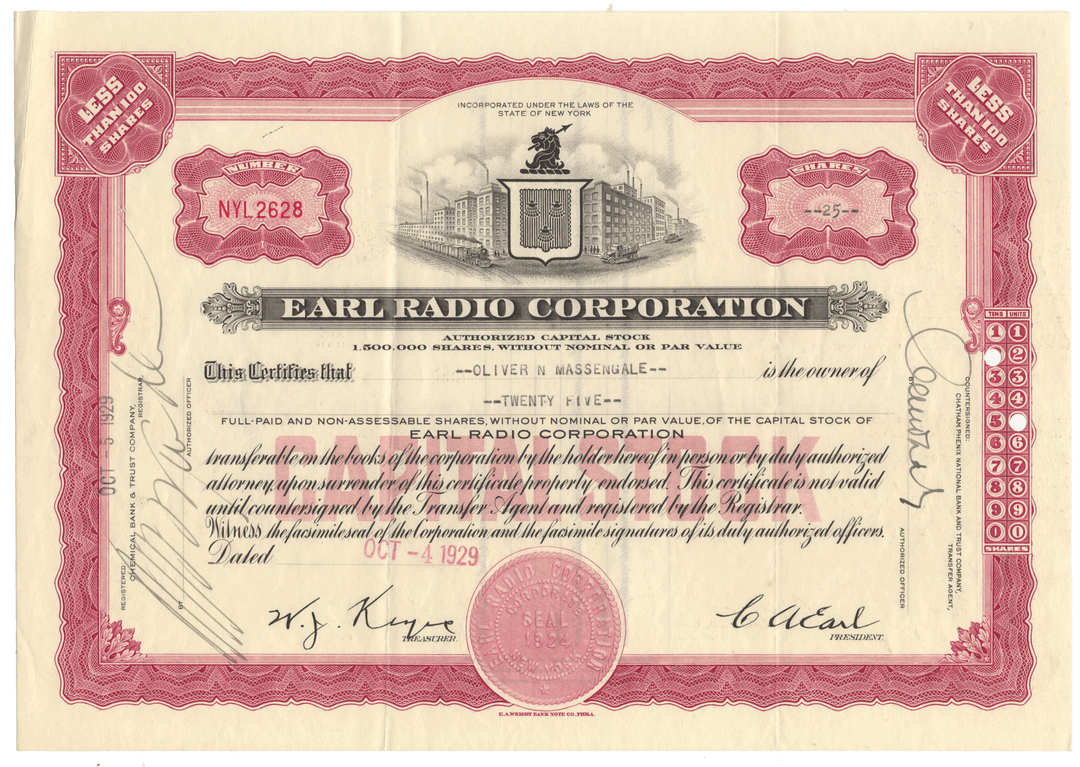 INCORPORATED UNDER THE LAWS OF THE
STATE OF NEW YORK
LESS
THAN 100
SHARES
LESS
THAN 100
SHARES
NUMBER
NYL2628
SHARES
--25--
EARL RADIO CORPORATION
AUTHORIZED CAPITAL STOCK
1,500,000 SHARES, WITHOUT NOMINAL OR PAR VALUE
This Certifies that --OLIVER N MASSENGALE-- is the owner of
--TWENTY FIVE--
FULL-PAID AND NON-ASSESSABLE SHARES, WITHOUT NOMINAL OR PAR VALUE, OF THE CAPITAL STOCK OF
EARL RADIO CORPORATION
CAPITAL STOCK
transferable on the books of the corporation by the holder hereof in person or by duly authorized
attorney, upon surrender of this certificate properly endorsed. This certificate is not valid
until countersigned by the Transfer Agent and registered by the Registrar.
Witness the facsimile seal of the Corporation and the facsimile signatures of its duly authorized officers.
Dated OCT -4 1929
W. J. Keyes
TREASURER.
EARL RADIO CORPORATION
CORPORATE
SEAL
1924
NEW YORK
C A Earl
PRESIDENT
E.A.WRIGHT BANK NOTE CO., PHILA.
OCT -5 1929
REGISTERED:
CHEMICAL BANK & TRUST COMPANY,
REGISTRAR,
BY
AUTHORIZED OFFICER
COUNTERSIGNED:
CHATHAM PHENIX NATIONAL BANK AND TRUST COMPANY,
TRANSFER AGENT,
BY
AUTHORIZED OFFICER
TENS UNITS
1 1
2
3 3
4 4
5
6 6
7 7
8 8
9 9
0 0
SHARES